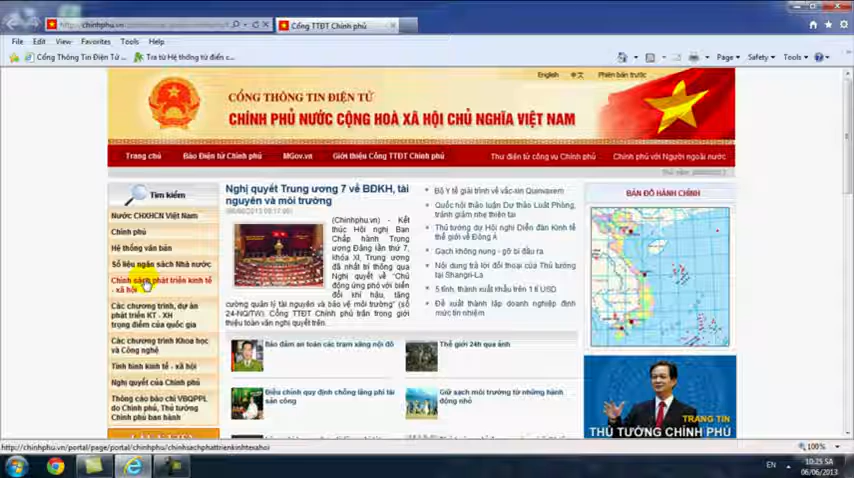 http://chinhphu.vn
Cổng TTĐT Chính phủ
File Edit View Favorites Tools Help
Cổng Thông Tin Điện Tử ...
Tra từ Hệ thống từ điển c...
Page Safety Tools
English 中文 Phiên bản trước
CỔNG THÔNG TIN ĐIỆN TỬ
CHÍNH PHỦ NƯỚC CỘNG HOÀ XÃ HỘI CHỦ NGHĨA VIỆT NAM
Trang chủ Báo Điện tử Chính phủ MGov.vn Giới thiệu Cổng TTĐT Chính phủ Thư điện tử công vụ Chính phủ Chính phủ với Người nước ngoài
Tìm kiếm
Nước CHXHCN Việt Nam
Chính phủ
Hệ thống văn bản
Số liệu ngân sách Nhà nước
Chính sách phát triển kinh tế
- xã hội
Các chương trình, dự án
phát triển KT - XH
trọng điểm của quốc gia
Các chương trình Khoa học
và Công nghệ
Tình hình kinh tế - xã hội
Nghị quyết của Chính phủ
Thông cáo báo chí VBQPPL
do Chính phủ, Thủ tướng
Chính phủ ban hành
Nghị quyết Trung ương 7 về BĐKH, tài
nguyên và môi trường
(Chinhphu.vn) - Kết
thúc Hội nghị Ban
Chấp hành Trung
ương Đảng lần thứ 7,
khóa XI, Trung ương
đã nhất trí thông qua
Nghị quyết về "Chủ
động ứng phó với biến
đổi khí hậu, tăng
cường quản lý tài nguyên và bảo vệ môi trường" (số
24-NQ/TW). Cổng TTĐT Chính phủ trân trọng giới
thiệu toàn văn nghị quyết trên.
Bộ Y tế giải trình về vắc-xin Quinvaxem
Quốc hội thảo luận Dự thảo Luật Phòng,
tránh giảm nhẹ thiên tai
Thủ tướng dự Hội nghị Diễn đàn Kinh tế
thế giới về Đông Á
Gạch không nung - gỡ bí đầu ra
Nội dung trả lời đối thoại của Thủ tướng
tại Shangri-La
5 tỉnh, thành xuất khẩu trên 1 tỉ USD
Đề xuất thành lập doanh nghiệp định
mức tín nhiệm
Bảo đảm an toàn các trạm xăng nội đô
Thế giới 24h qua ảnh
Điều chỉnh quy định chống lãng phí tài
sản công
Giữ sạch môi trường từ những hành
động nhỏ
BẢN ĐỒ HÀNH CHÍNH
TRANG TIN
THỦ TƯỚNG CHÍNH PHỦ
http://chinhphu.vn/portal/page/portal/chinhphu/chinhsachphattrienkinhtexahoi
100%
EN
10:25 SA
06/06/2013